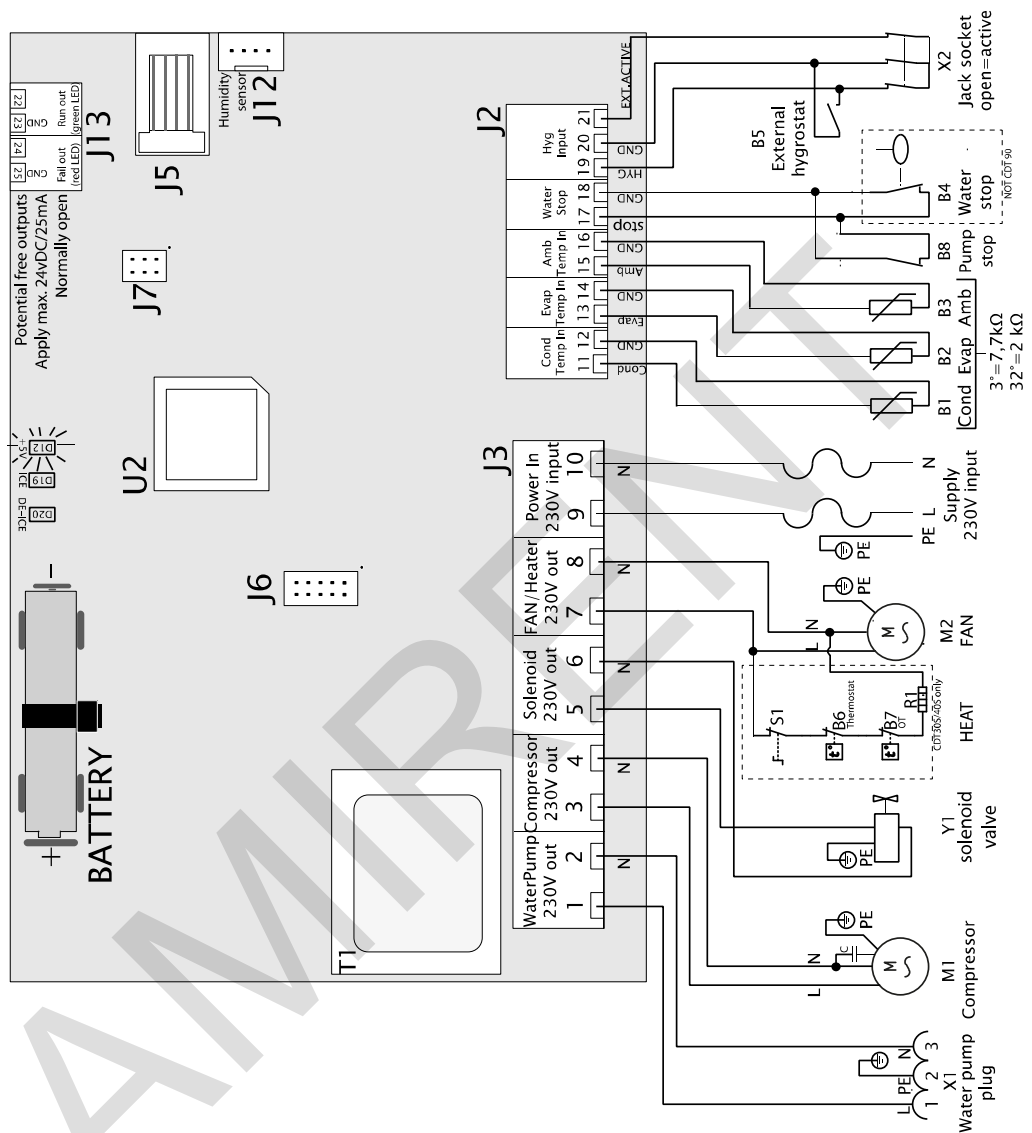 22
23
GND
Run out
(green LED)
24
25
GND
Fail out
(red LED)
J13
Potential free outputs
Apply max. 24vDC/25mA
Normally open
J5
Humidity
sensor
J12
J7
D12
+5V
D19
ICE
D20
DE-ICE
U2
J6
BATTERY
+
-
T1
J2
Hyg
Input
21
20
19
EXT.ACTIVE
GND
HYG
Water
Stop
18
17
GND
stop
Amb
Temp In
16
15
GND
Amb
Evap
Temp In
14
13
GND
Evap
Cond
Temp In
12
11
GND
Cond
J3
Power In
230V input
10
9
N
FAN/Heater
230V out
8
7
N
Solenoid
230V out
6
5
N
Compressor
230V out
4
3
N
WaterPump
230V out
2
1
N
X2
Jack socket
open=active
B5
External
hygrostat
B4
Water
stop
NOT CDT 90
B8
Pump
stop
B3
Amb
B2
Evap
B1
Cond
3°=7,7kΩ
32°=2 kΩ
N
L
PE
PE
Supply
230V input
PE
M
N
L
M2
FAN
S1
B6
Thermostat
t°
B7
OT
t°
R1
CDT30S/40S only
HEAT
PE
Y1
solenoid
valve
PE
C
M
N
L
M1
Compressor
N
PE
L
3
2
1
X1
Water pump
plug
AMIRENT